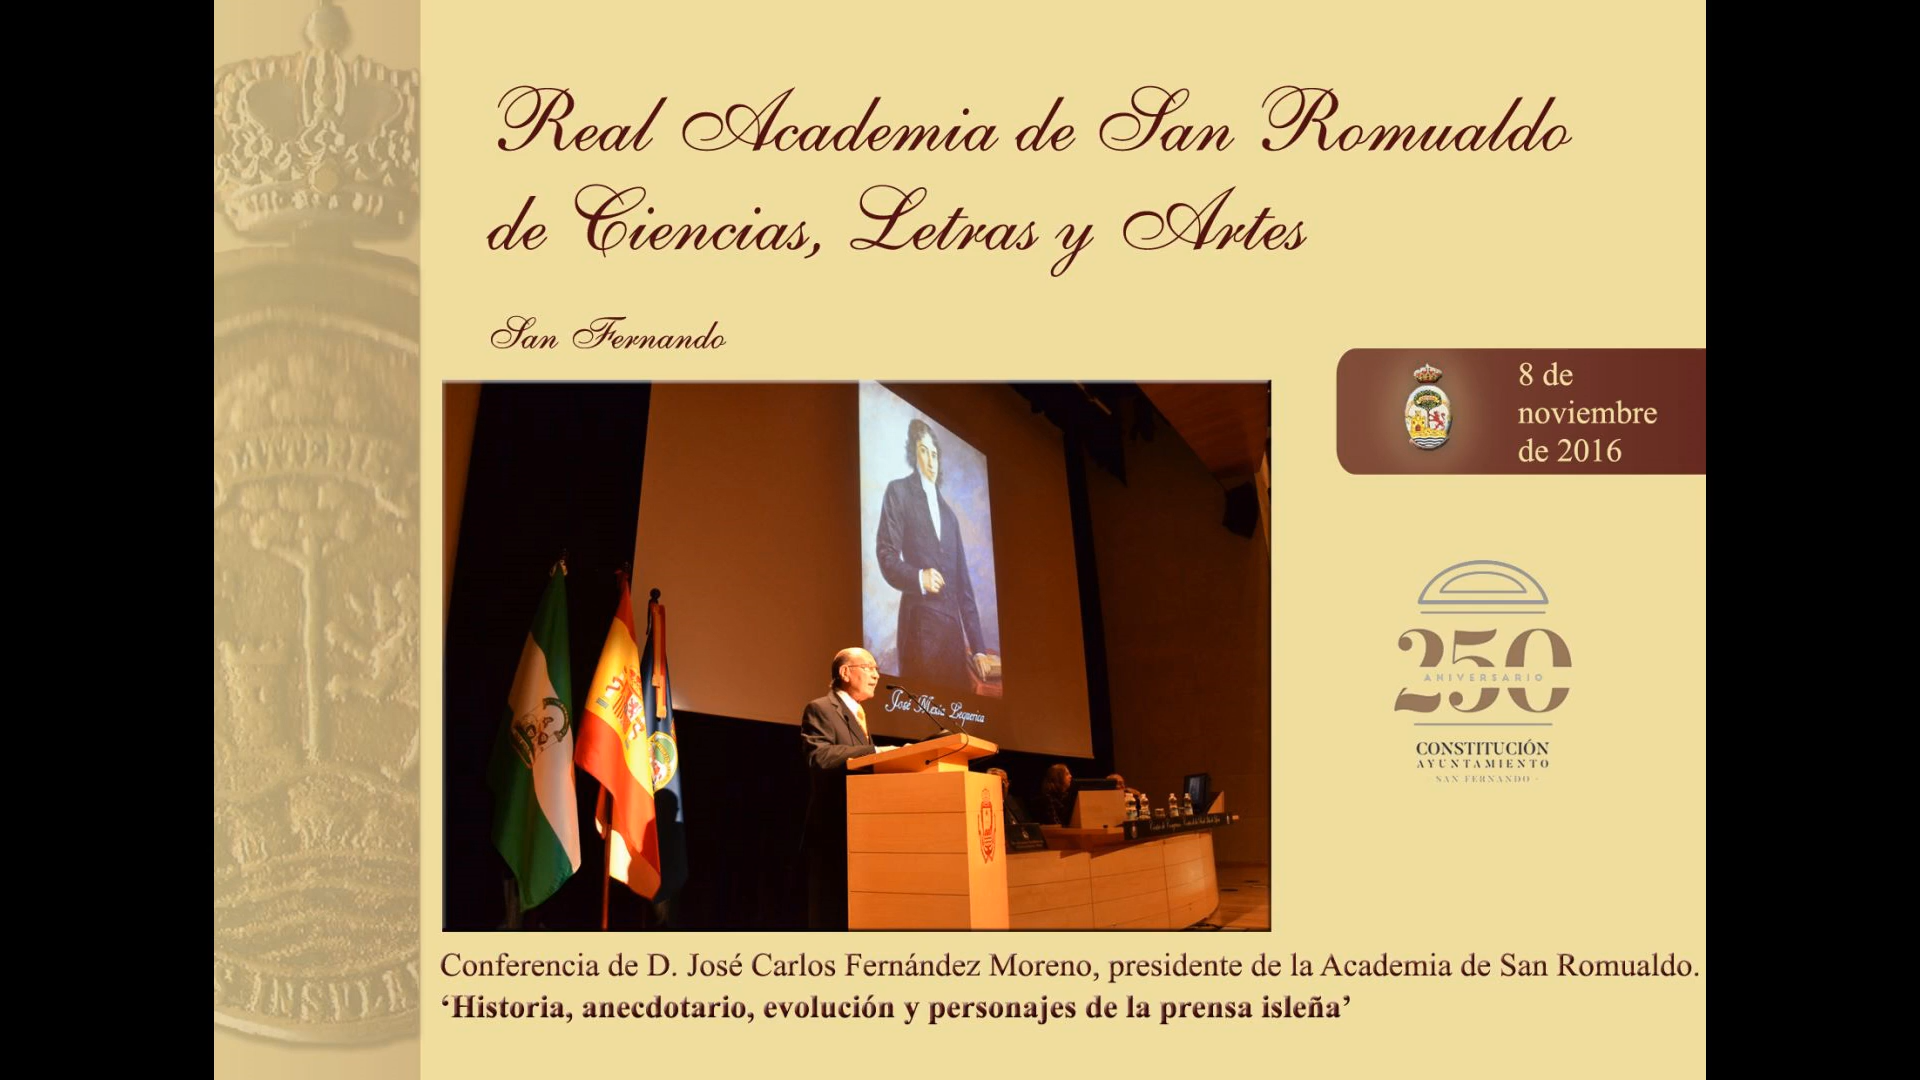 Real Academia de San Romualdo
de Ciencias, Letras y Artes
San Fernando
8 de
noviembre
de 2016
José Mexía Lequerica
250
ANIVERSARIO
CONSTITUCIÓN
AYUNTAMIENTO
- SAN FERNANDO -
Conferencia de D. José Carlos Fernández Moreno, presidente de la Academia de San Romualdo.
‘Historia, anecdotario, evolución y personajes de la prensa isleña’
INSVLA